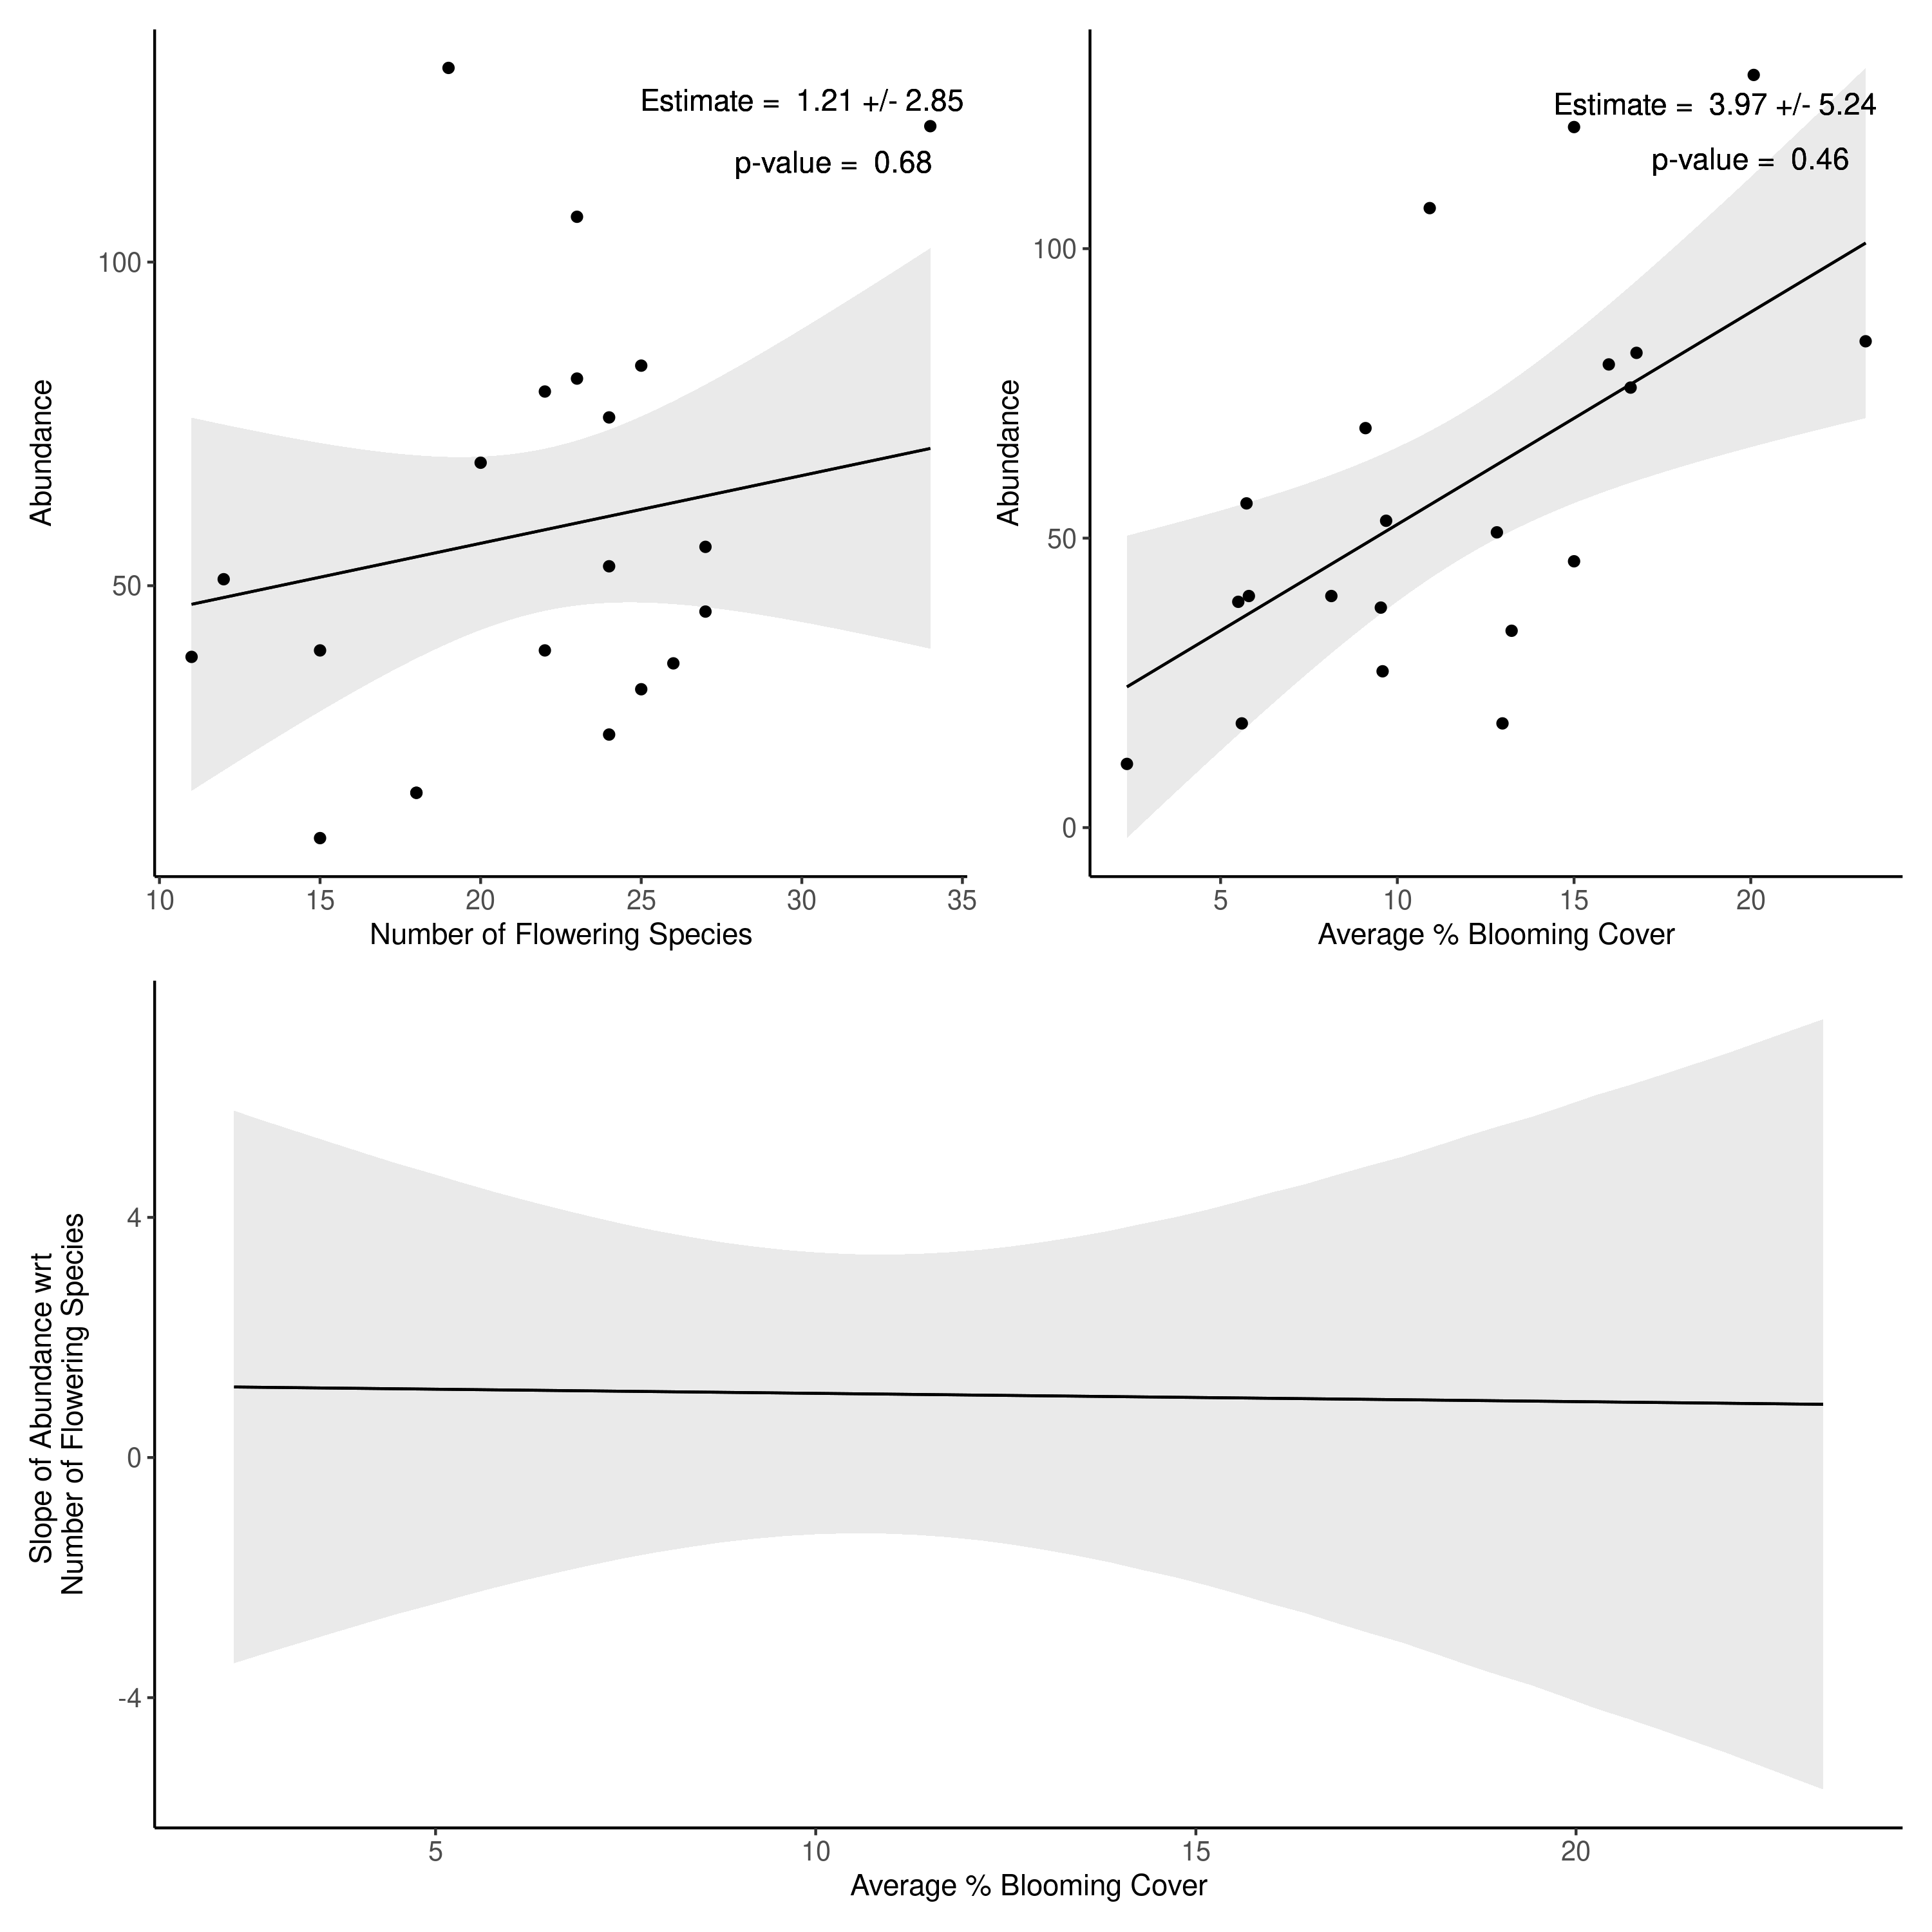 Estimate =  1.21 +/- 2.85
p-value =  0.68
Abundance
100
50
10
15
20
25
30
35
Number of Flowering Species
Estimate =  3.97 +/- 5.24
p-value =  0.46
Abundance
100
50
0
5
10
15
20
Average % Blooming Cover
Slope of Abundance wrt
Number of Flowering Species
4
0
-4
5
10
15
20
Average % Blooming Cover